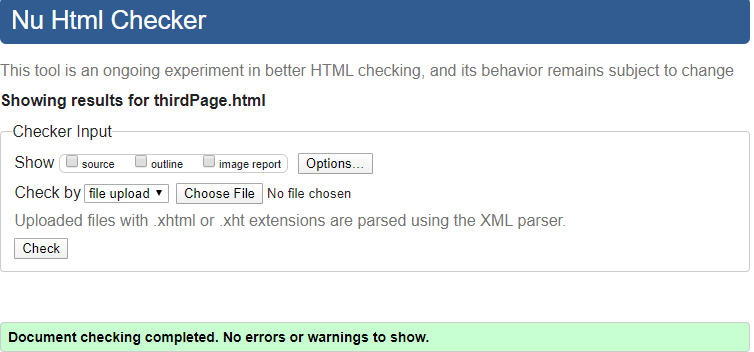 Nu Html Checker
This tool is an ongoing experiment in better HTML checking, and its behavior remains subject to change
Showing results for thirdPage.html
Checker Input
Show source outline image report Options...
Check by file upload Choose File No file chosen
Uploaded files with .xhtml or .xht extensions are parsed using the XML parser.
Check
Document checking completed. No errors or warnings to show.